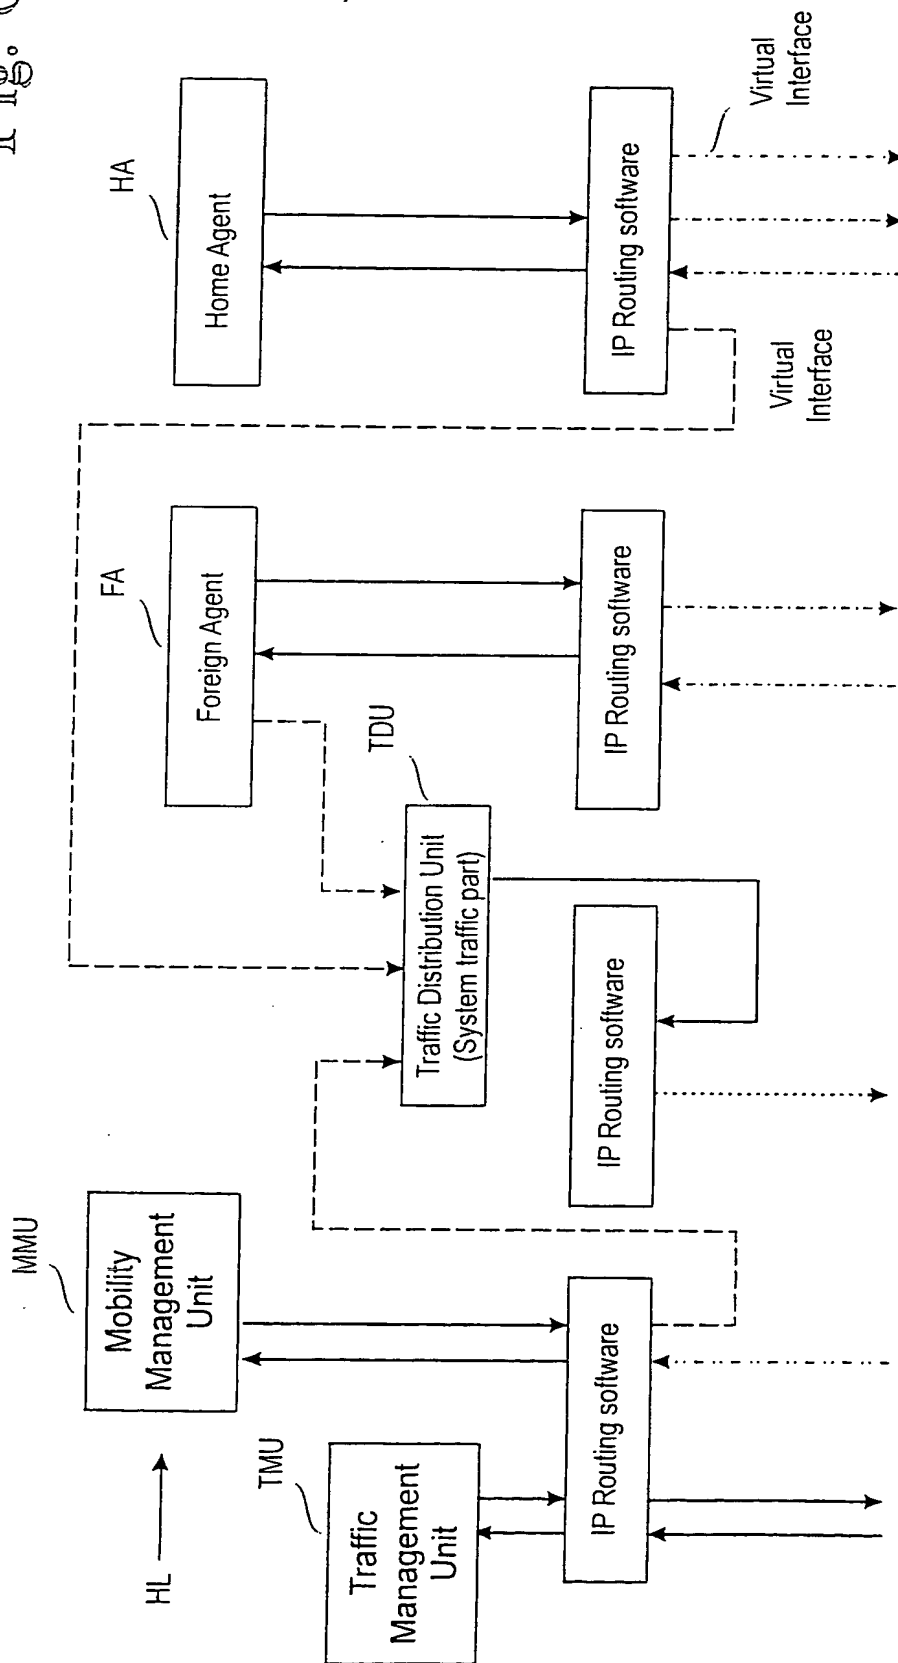 Fig.
HL
MMU
Mobility
Management
Unit
TMU
Traffic
Management
Unit
IP Routing software
TDU
Traffic Distribution Unit
(System traffic part)
IP Routing software
FA
Foreign Agent
IP Routing software
HA
Home Agent
IP Routing software
Virtual
Interface
Virtual
Interface